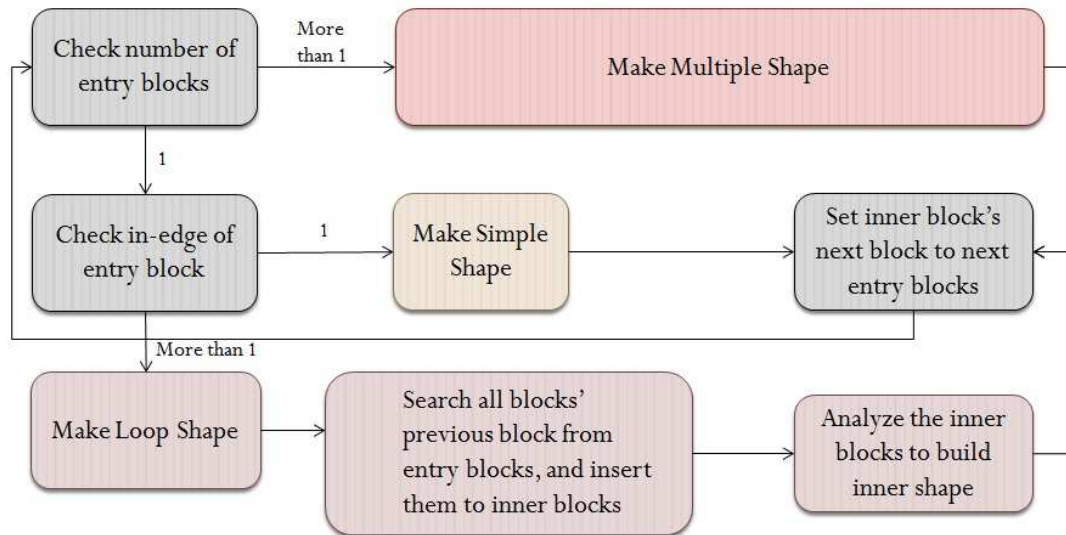 Check number of
entry blocks
More
than 1
Make Multiple Shape
1
Check in-edge of
entry block
1
Make Simple
Shape
Set inner block's
next block to next
entry blocks
More than 1
Make Loop Shape
Search all blocks'
previous block from
entry blocks, and insert
them to inner blocks
Analyze the inner
blocks to build
inner shape